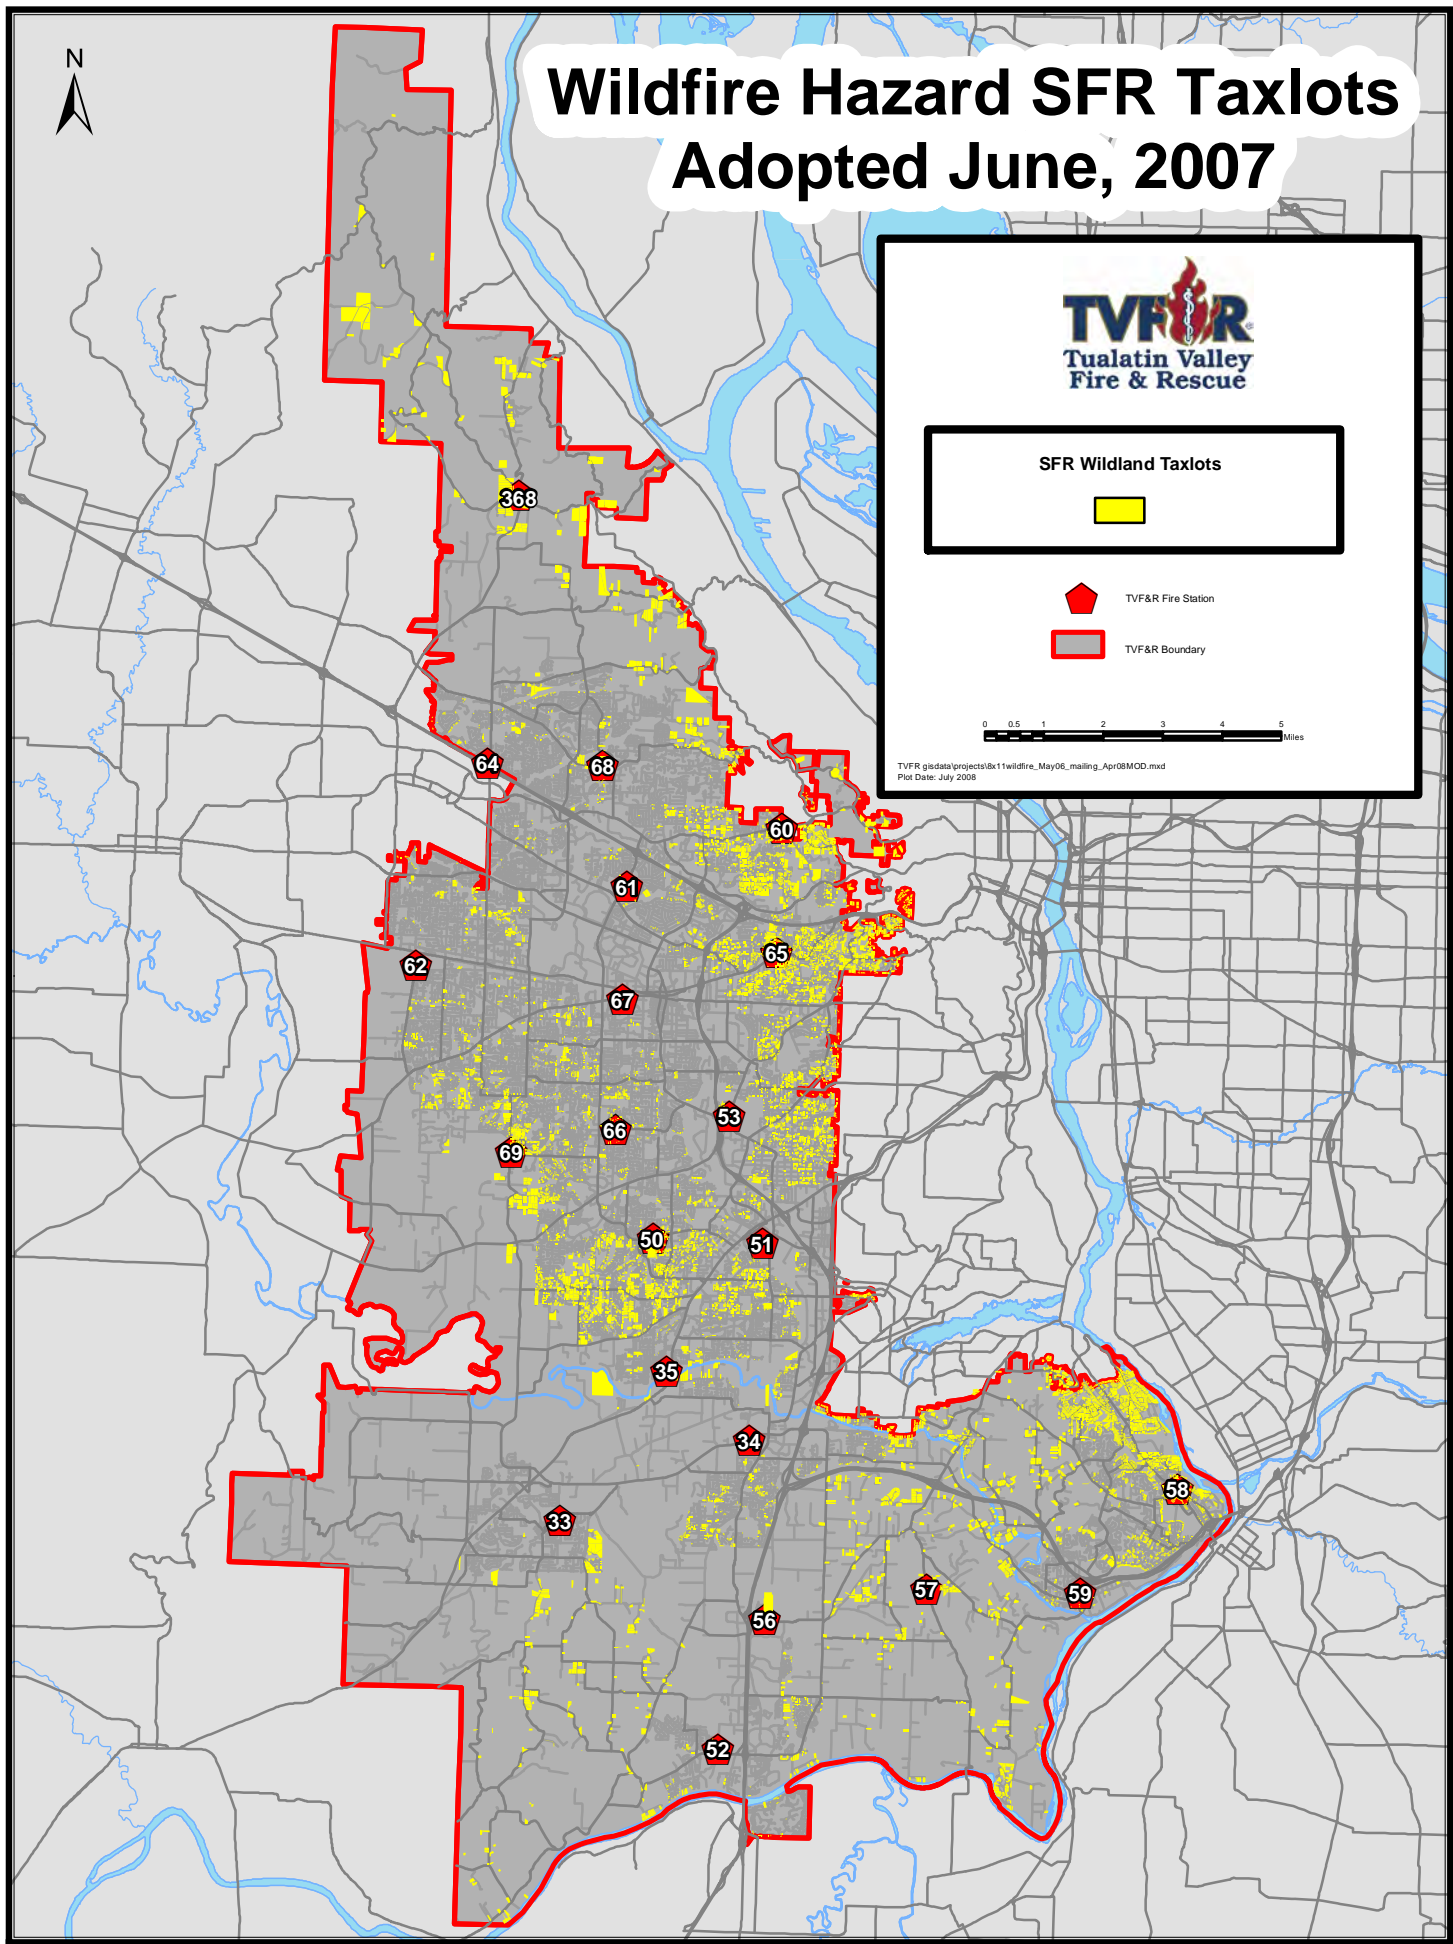 Wildfire Hazard SFR Taxlots
Adopted June, 2007
N
TVF&R
Tualatin Valley
Fire & Rescue
SFR Wildland Taxlots
TVF&R Fire Station
TVF&R Boundary
0 0.5 1 2 3 4 5
Miles
TVFR gisdata\projects\8x11wildfire_May06_mailing_Apr08MOD.mxd
Plot Date: July 2008
368
64
68
60
61
65
62
67
53
66
69
50
51
35
34
58
33
57
59
56
52